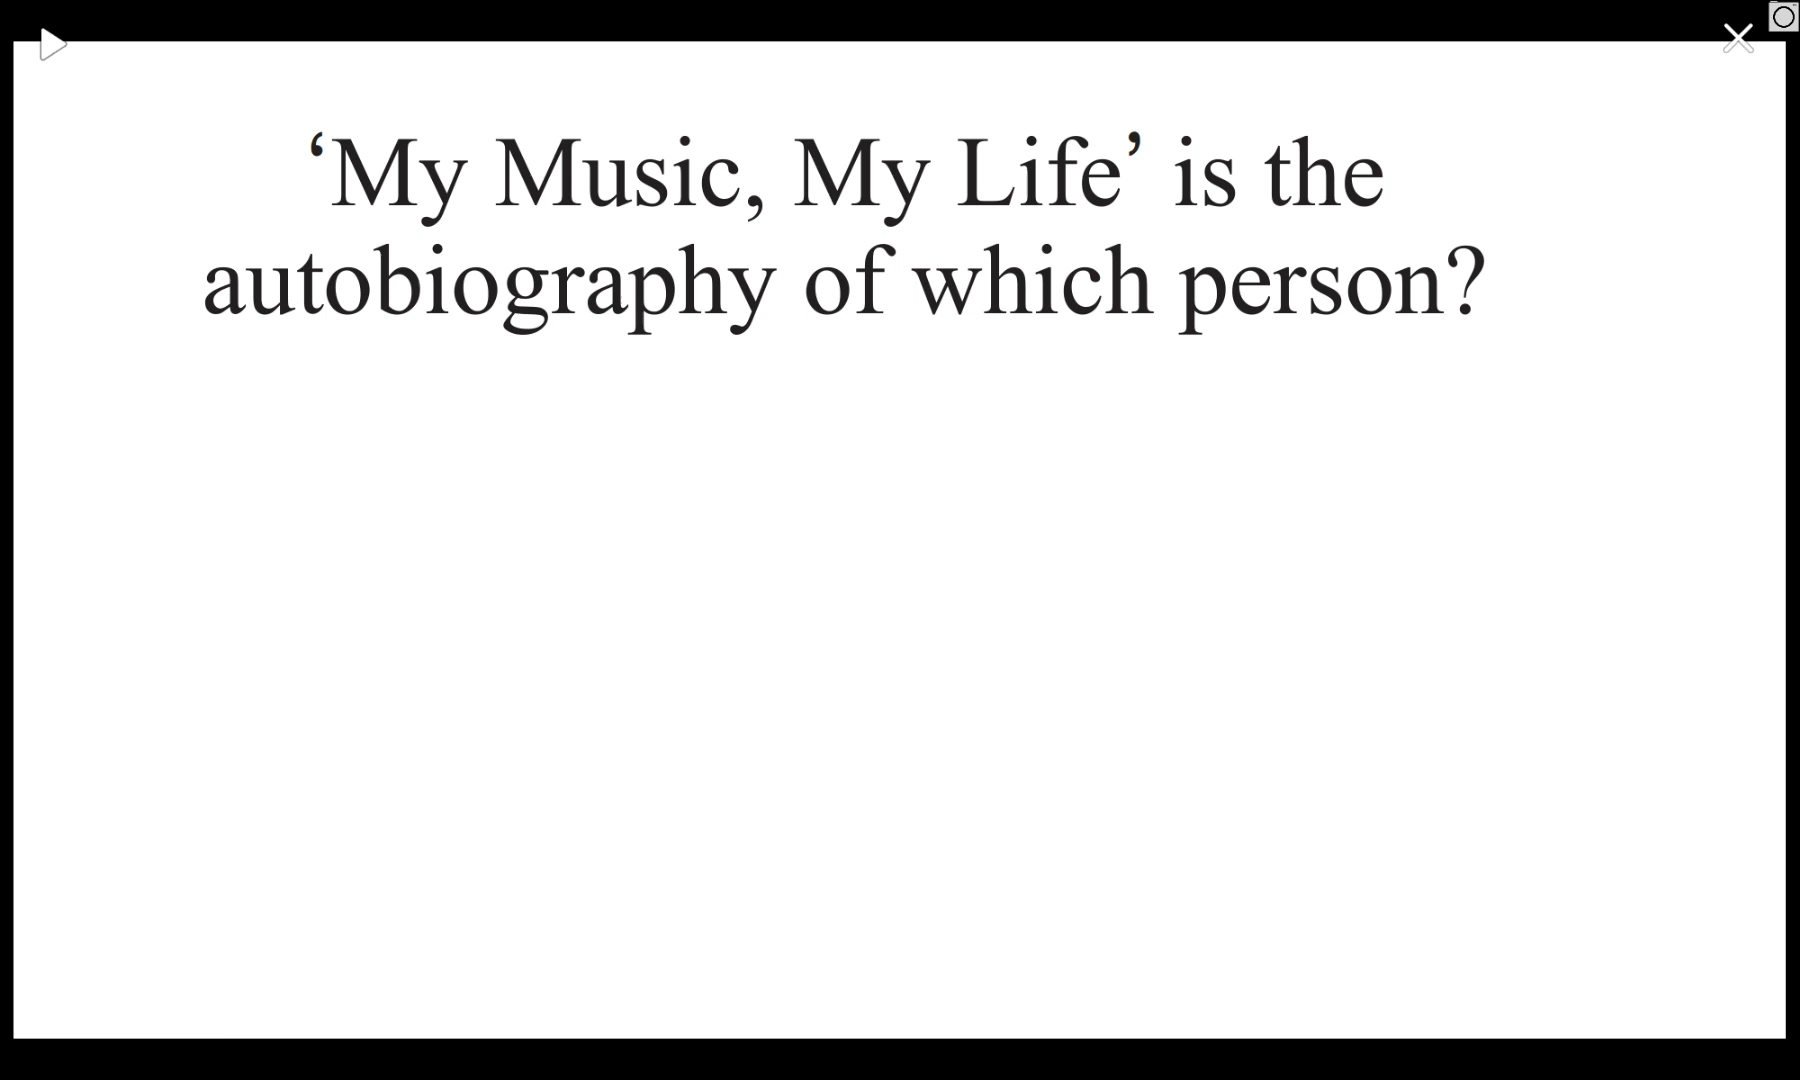 ‘My Music, My Life’ is the
autobiography of which person?